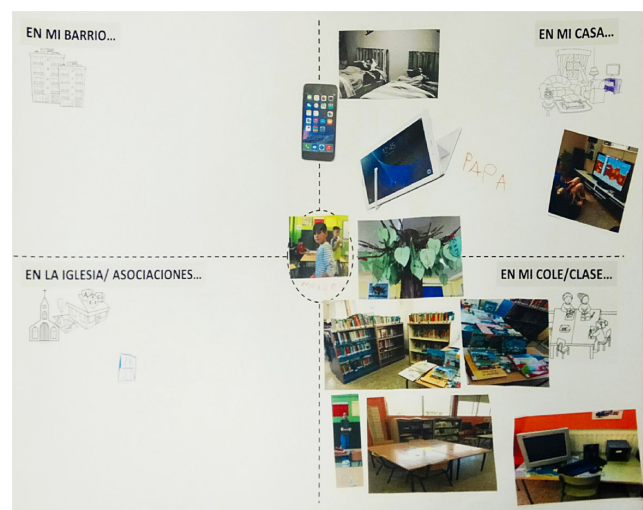 EN MI BARRIO...
EN MI CASA...
PAPA
EN LA IGLESIA/ ASOCIACIONES...
EN MI COLE/CLASE...